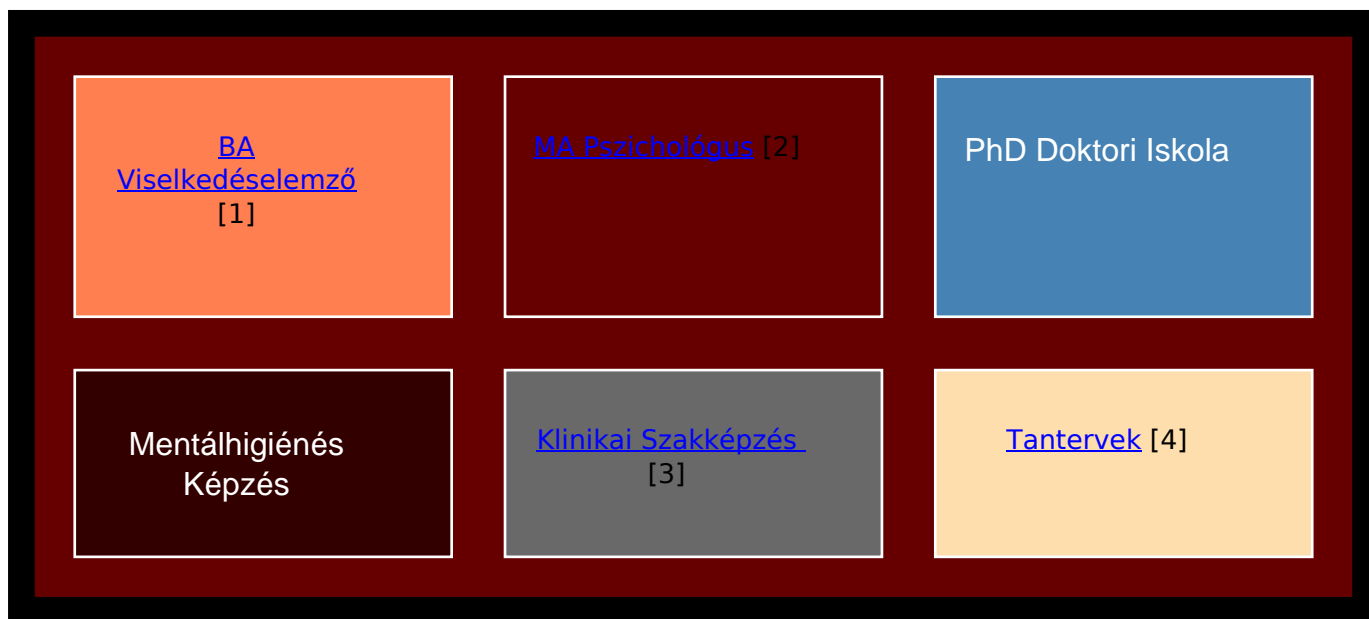 BA
Viselkedéselemző
[1]
MA Pszichológus [2]
PhD Doktori Iskola
Mentálhigiénés
Képzés
Klinikai Szakképzés
[3]
Tantervek [4]